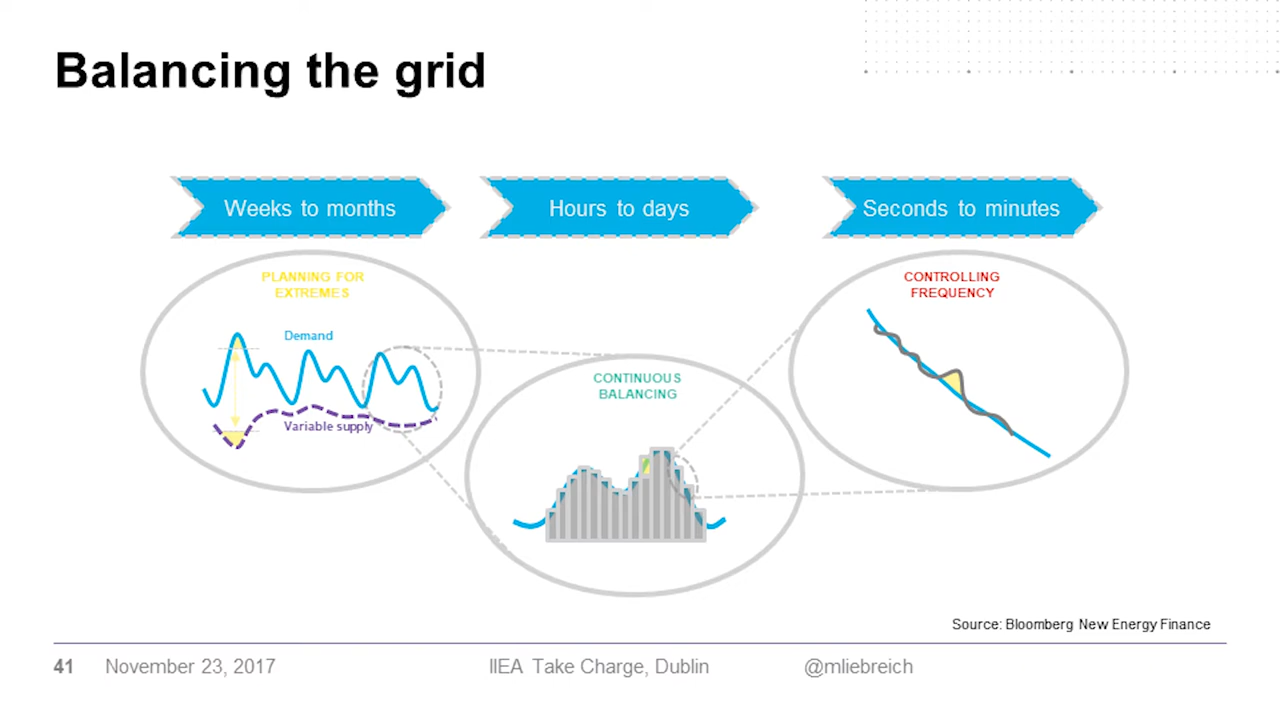 Balancing the grid
Weeks to months
Hours to days
Seconds to minutes
PLANNING FOR
EXTREMES
Demand
Variable supply
CONTINUOUS
BALANCING
CONTROLLING
FREQUENCY
Source: Bloomberg New Energy Finance
41 November 23, 2017 IIEA Take Charge, Dublin @mliebreich